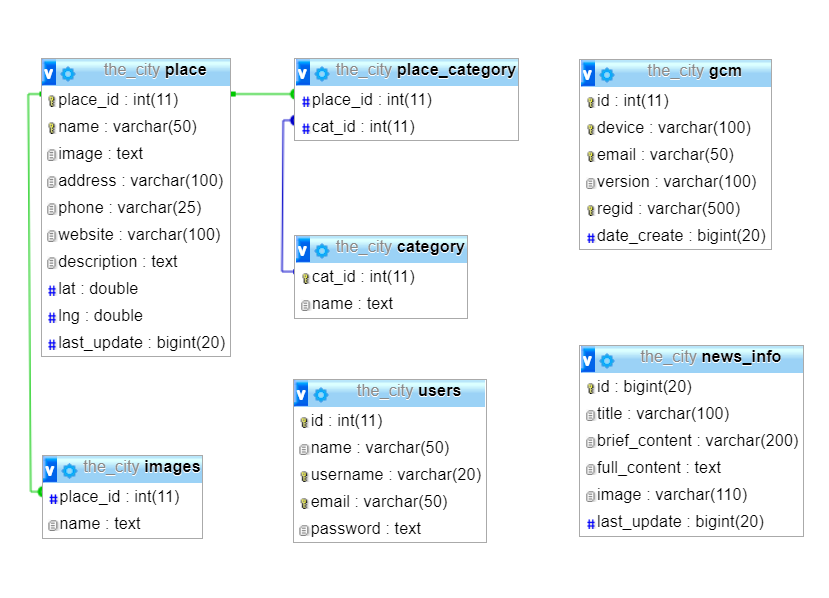 the_city place
place_id : int(11)
name : varchar(50)
image : text
address : varchar(100)
phone : varchar(25)
website : varchar(100)
description : text
lat : double
lng : double
last_update : bigint(20)
the_city images
place_id : int(11)
name : text
the_city place_category
place_id : int(11)
cat_id : int(11)
the_city category
cat_id : int(11)
name : text
the_city users
id : int(11)
name : varchar(50)
username : varchar(20)
email : varchar(50)
password : text
the_city gcm
id : int(11)
device : varchar(100)
email : varchar(50)
version : varchar(100)
regid : varchar(500)
date_create : bigint(20)
the_city news_info
id : bigint(20)
title : varchar(100)
brief_content : varchar(200)
full_content : text
image : varchar(110)
last_update : bigint(20)